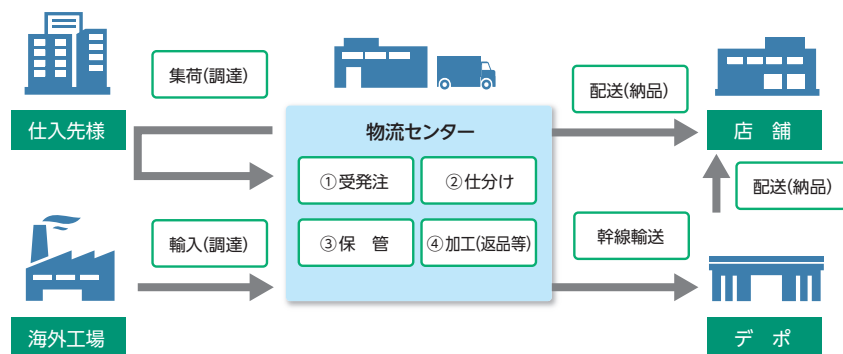 集荷(調達)
配送(納品)
仕入先様
物流センター
店　舗
①受発注
②仕分け
配送(納品)
輸入(調達)
③保　管
④加工(返品等)
幹線輸送
海外工場
デ　ポ